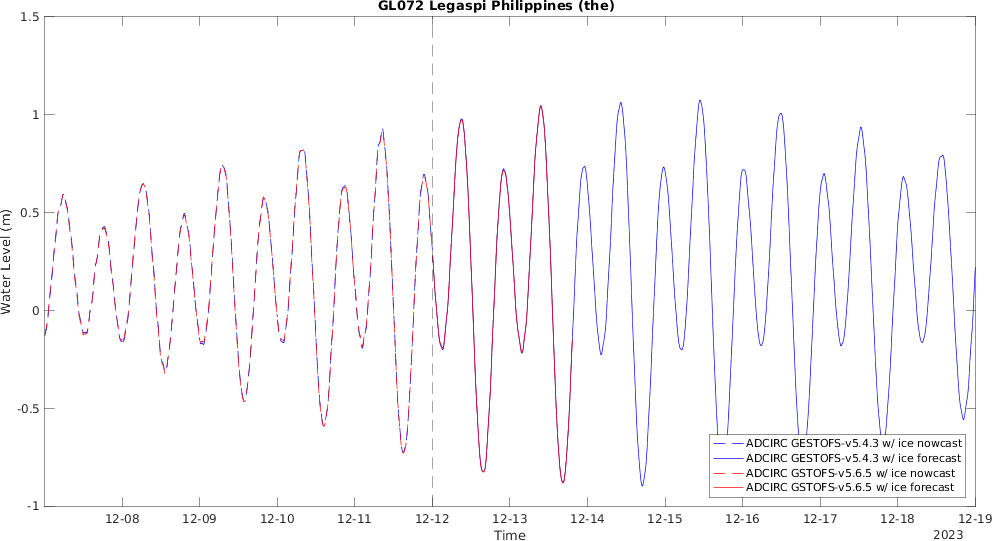 GL072 Legaspi Philippines (the)
1.5
1
0.5
0
-0.5
-1
Water Level (m)
ADCIRC GESTOFS-v5.4.3 w/ ice nowcast
ADCIRC GESTOFS-v5.4.3 w/ ice forecast
ADCIRC GSTOFS-v5.6.5 w/ ice nowcast
ADCIRC GSTOFS-v5.6.5 w/ ice forecast
12-08 12-09 12-10 12-11 12-12 12-13 12-14 12-15 12-16 12-17 12-18 12-19
Time
2023